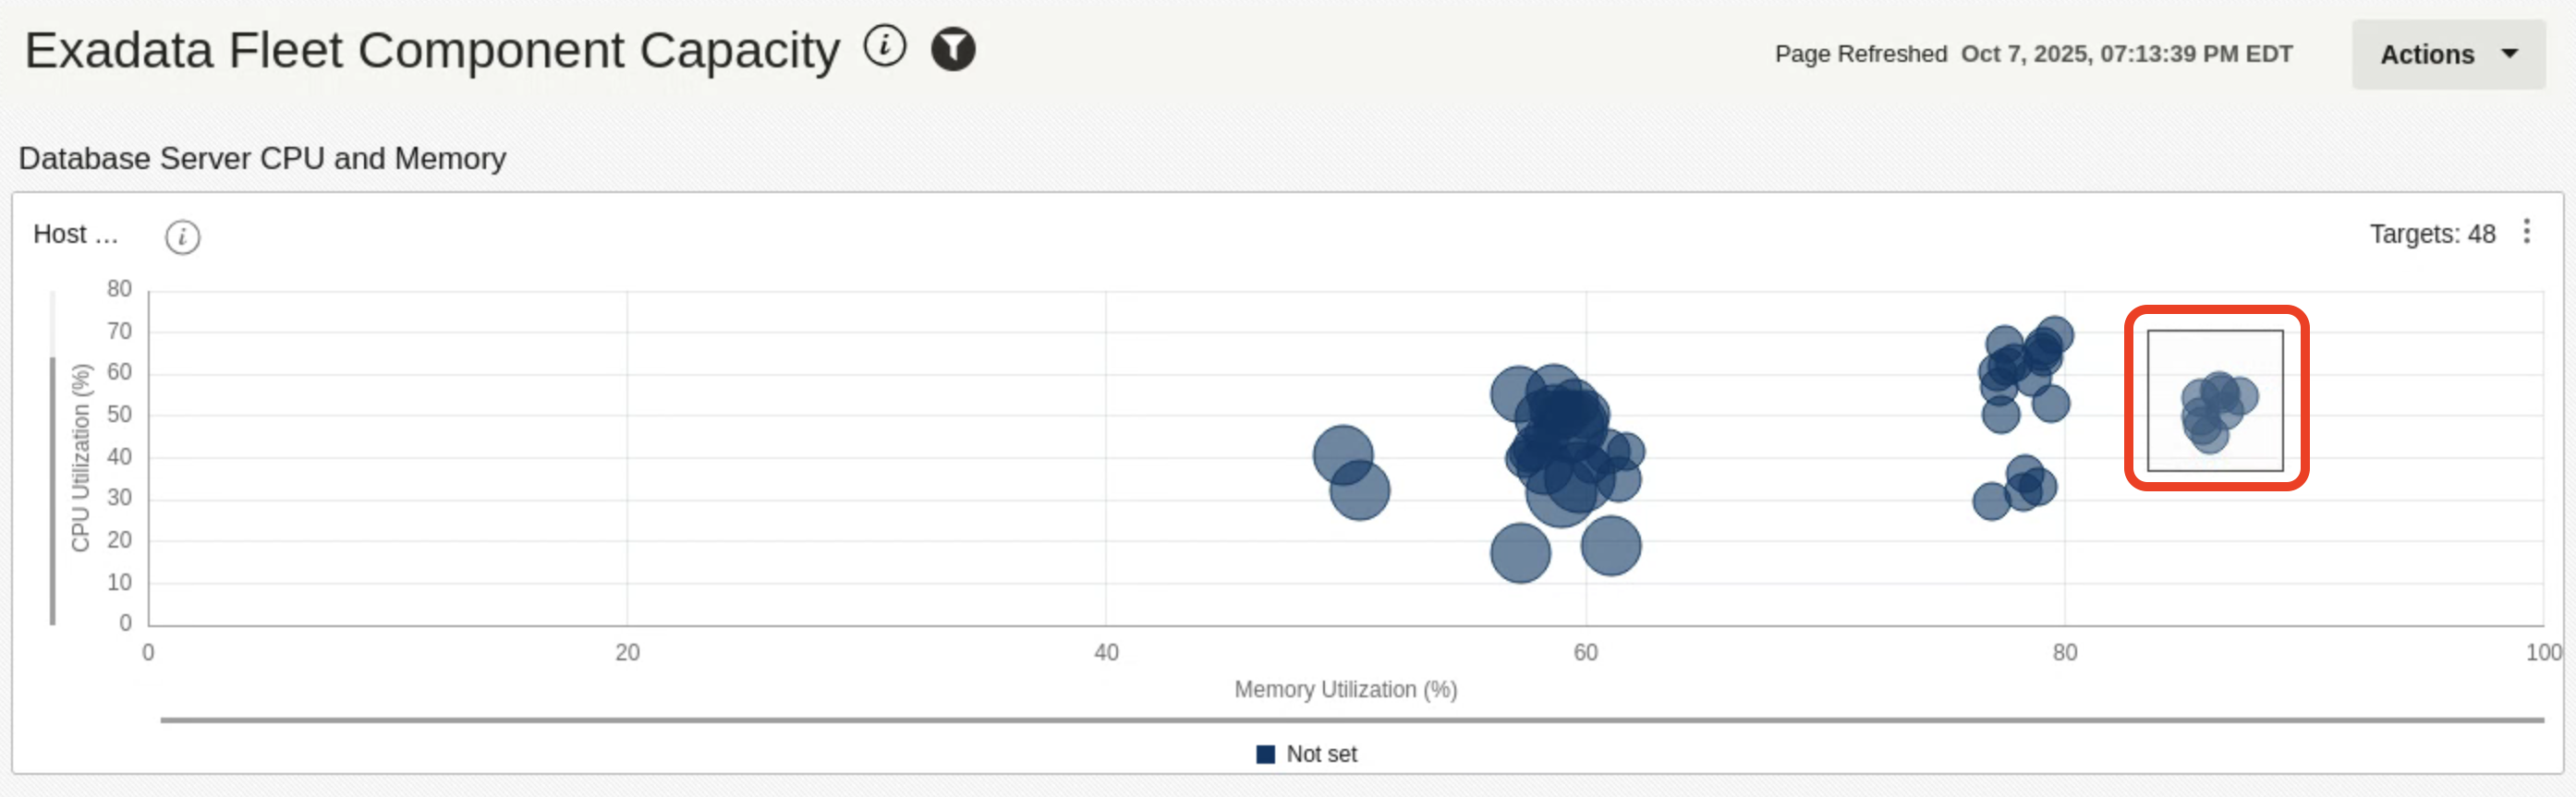 Exadata Fleet Component Capacity
Page Refreshed Oct 7, 2025, 07:13:39 PM EDT
Actions
Database Server CPU and Memory
Host ...
Targets: 48
CPU Utilization (%)
80
70
60
50
40
30
20
10
0
0 20 40 60 80 100
Memory Utilization (%)
Not set